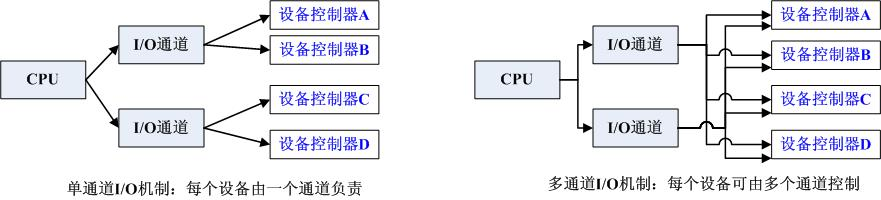 CPU
I/O通道
I/O通道
设备控制器A
设备控制器B
设备控制器C
设备控制器D
单通道I/O机制：每个设备由一个通道负责
CPU
I/O通道
I/O通道
设备控制器A
设备控制器B
设备控制器C
设备控制器D
多通道I/O机制：每个设备可由多个通道控制